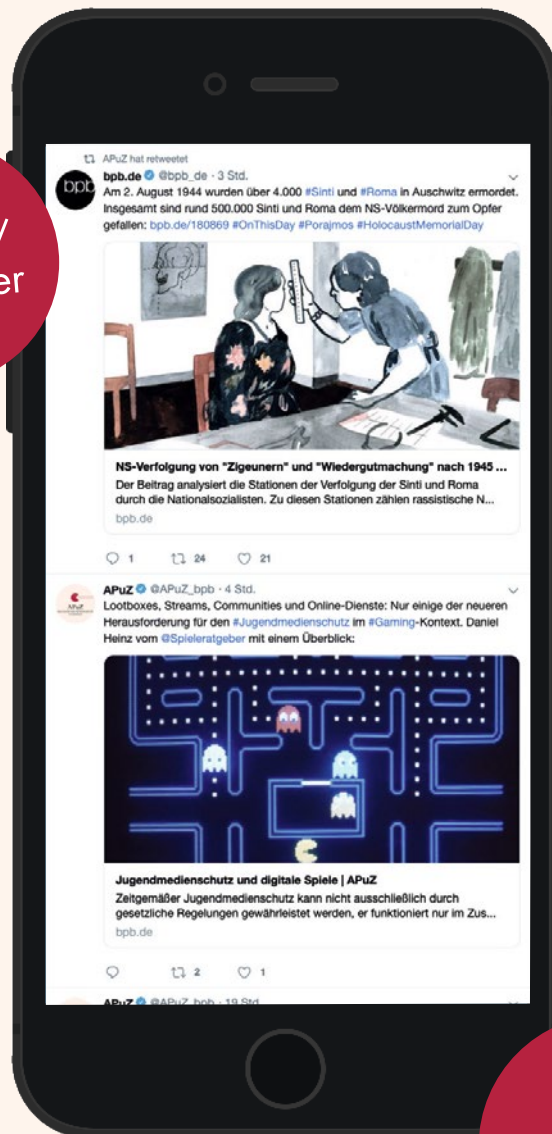 APuZ hat retweetet
bpb
bpb.de @bpb_de · 3 Std.
Am 2. August 1944 wurden über 4.000 #Sinti und #Roma in Auschwitz ermordet.
Insgesamt sind rund 500.000 Sinti und Roma dem NS-Völkermord zum Opfer
gefallen: bpb.de/180869 #OnThisDay #Porajmos #HolocaustMemorialDay
NS-Verfolgung von "Zigeunern" und "Wiedergutmachung" nach 1945 ...
Der Beitrag analysiert die Stationen der Verfolgung der Sinti und Roma
durch die Nationalsozialisten. Zu diesen Stationen zählen rassistische N...
bpb.de
1 24 21
APuZ @APuZ_bpb · 4 Std.
Lootboxes, Streams, Communities und Online-Dienste: Nur einige der neueren
Herausforderung für den #Jugendmedienschutz im #Gaming-Kontext. Daniel
Heinz vom @Spieleratgeber mit einem Überblick:
Jugendmedienschutz und digitale Spiele | APuZ
Zeitgemäßer Jugendmedienschutz kann nicht ausschließlich durch
gesetzliche Regelungen gewährleistet werden, er funktioniert nur im Zus...
bpb.de
2 1
APuZ @APuZ_bpb · 19 Std.